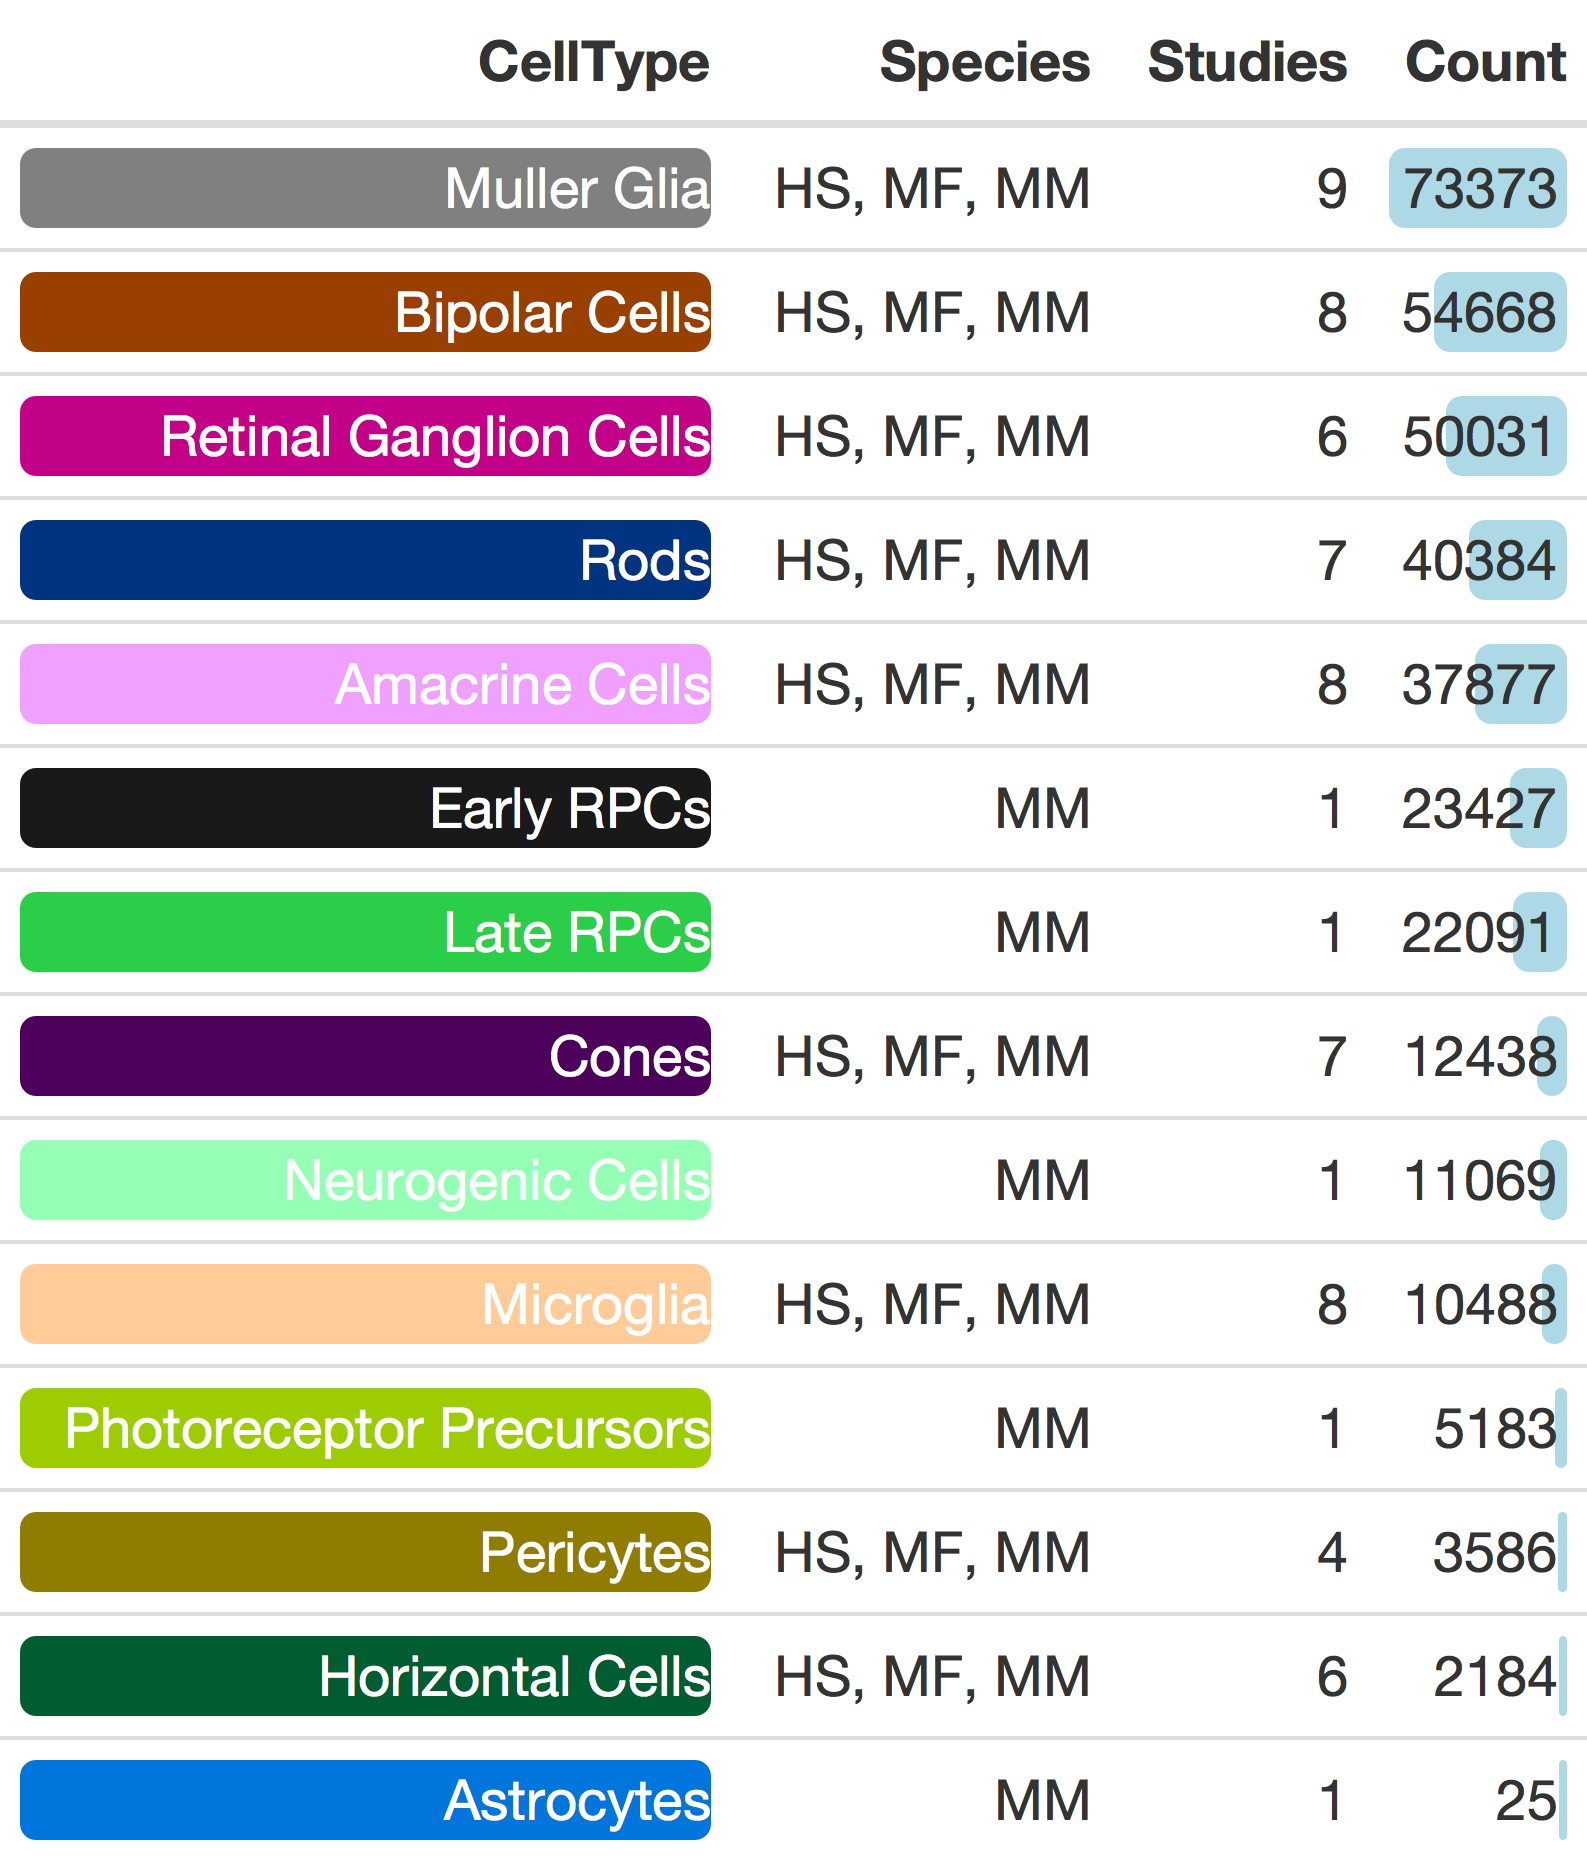 CellType Species Studies Count
Muller Glia HS, MF, MM 9 73373
Bipolar Cells HS, MF, MM 8 54668
Retinal Ganglion Cells HS, MF, MM 6 50031
Rods HS, MF, MM 7 40384
Amacrine Cells HS, MF, MM 8 37877
Early RPCs MM 1 23427
Late RPCs MM 1 22091
Cones HS, MF, MM 7 12438
Neurogenic Cells MM 1 11069
Microglia HS, MF, MM 8 10488
Photoreceptor Precursors MM 1 5183
Pericytes HS, MF, MM 4 3586
Horizontal Cells HS, MF, MM 6 2184
Astrocytes MM 1 25